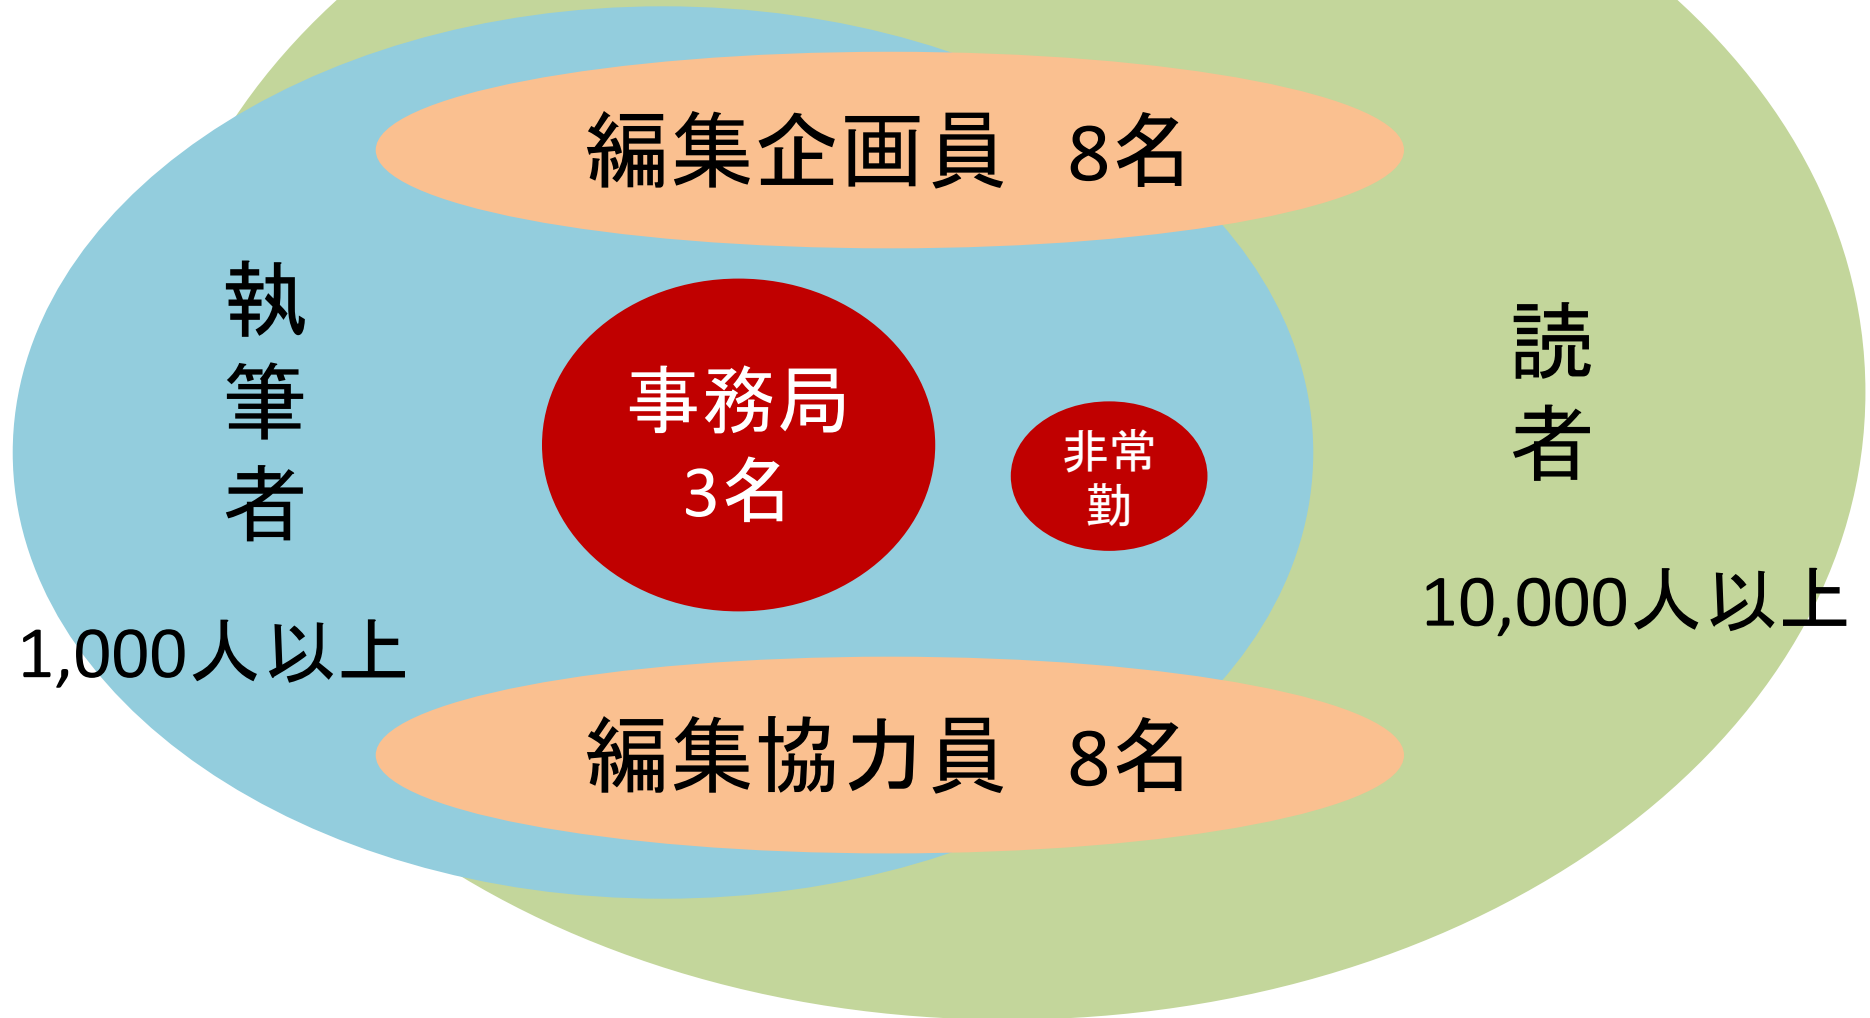 編集企画員　8名
執筆者
1,000人以上
事務局
3名
非常
勤
読者
10,000人以上
編集協力員　8名